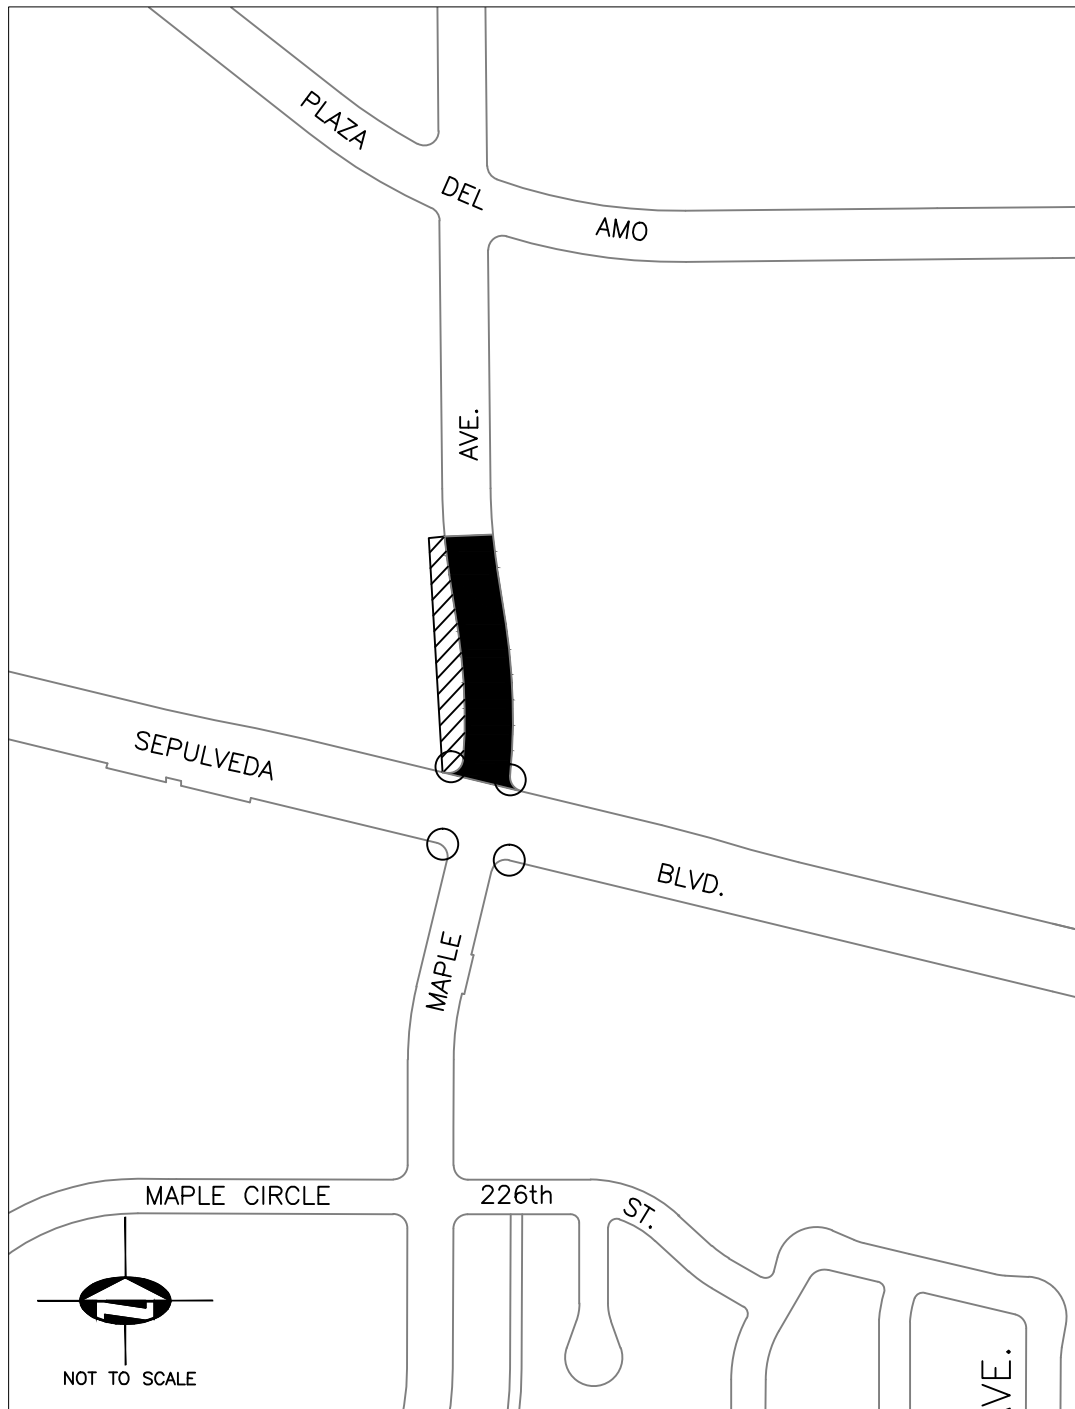 PLAZA
DEL
AMO
AVE.
SEPULVEDA
BLVD.
MAPLE
MAPLE CIRCLE
226th
ST.
NOT TO SCALE